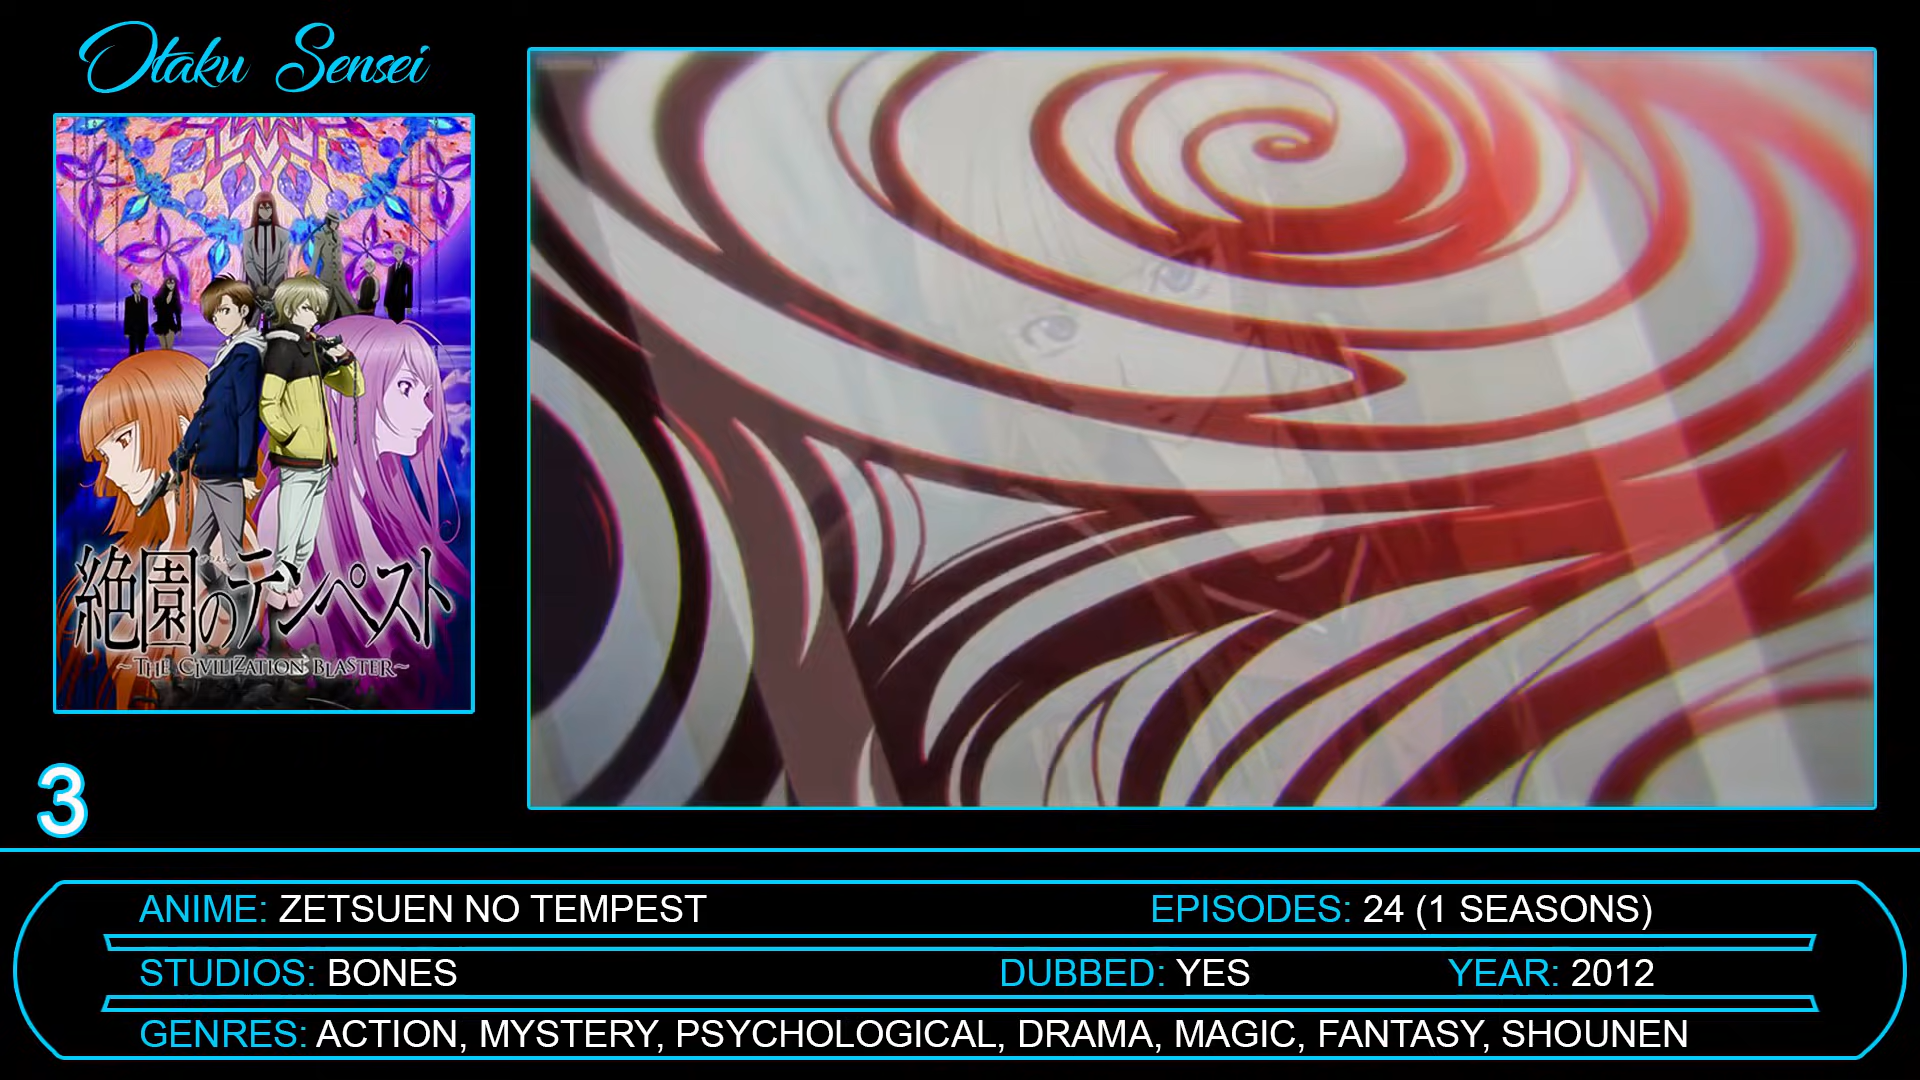 Otaku Sensei
絶園のテンペスト
~THE CIVILIZATION BLASTER~
3
ANIME: ZETSUEN NO TEMPEST
EPISODES: 24 (1 SEASONS)
STUDIOS: BONES
DUBBED: YES
YEAR: 2012
GENRES: ACTION, MYSTERY, PSYCHOLOGICAL, DRAMA, MAGIC, FANTASY, SHOUNEN